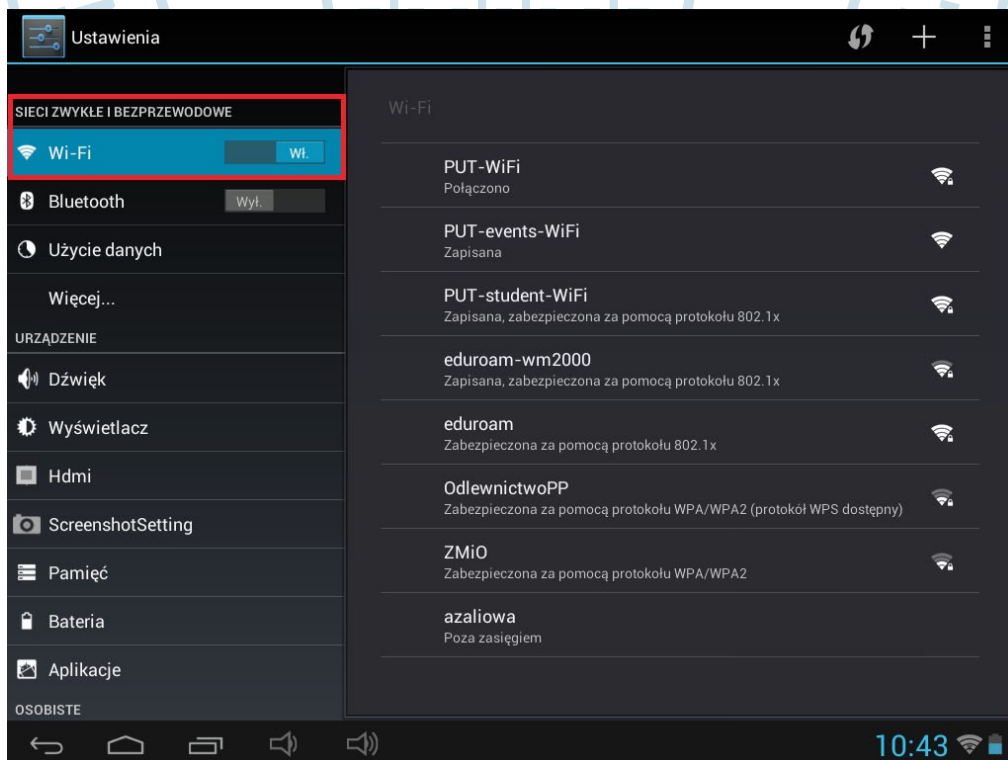 Ustawienia
SIECI ZWYKŁE I BEZPRZEWODOWE
Wi-Fi
Wł.
Bluetooth
Wył.
Użycie danych
Więcej...
URZĄDZENIE
Dźwięk
Wyświetlacz
Hdmi
ScreenshotSetting
Pamięć
Bateria
Aplikacje
OSOBISTE
Wi-Fi
PUT-WiFi
Połączono
PUT-events-WiFi
Zapisana
PUT-student-WiFi
Zapisana, zabezpieczona za pomocą protokołu 802.1x
eduroam-wm2000
Zapisana, zabezpieczona za pomocą protokołu 802.1x
eduroam
Zabezpieczona za pomocą protokołu 802.1x
OdlewnictwoPP
Zabezpieczona za pomocą protokołu WPA/WPA2 (protokół WPS dostępny)
ZMiO
Zabezpieczona za pomocą protokołu WPA/WPA2
azaliowa
Poza zasięgiem
10:43